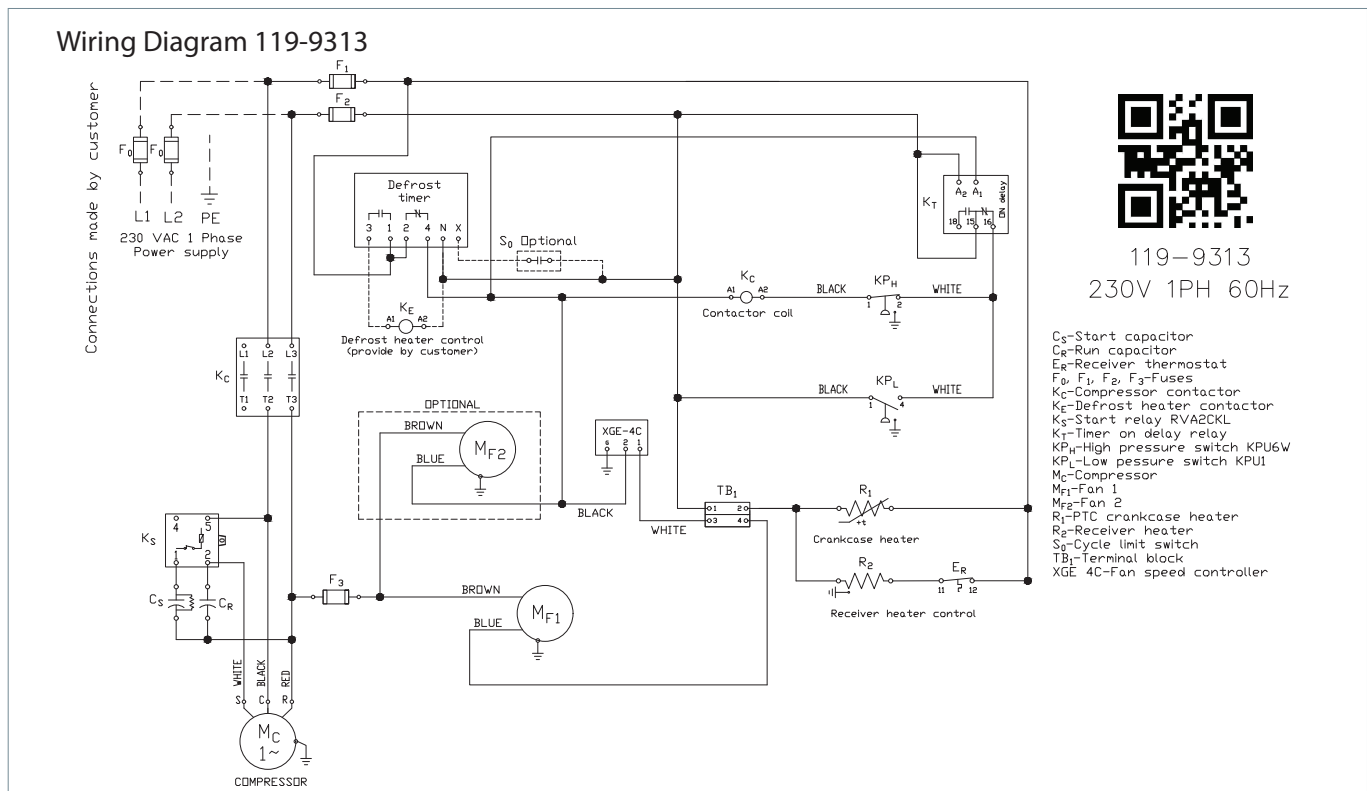 Wiring Diagram 119-9313
Connections made by customer
F1
F2
F0 F0
L1 L2 PE
230 VAC 1 Phase
Power supply
Defrost
timer
3 1 2 4 N X
S0 Optional
KE
A1 A2
Defrost heater control
(provide by customer)
KT
A2 A1
ON delay
18 15 16
KC
A1 A2
Contactor coil
BLACK
KPH
1 2
WHITE
BLACK
KPL
1 4
WHITE
KC
L1 L2 L3
T1 T2 T3
OPTIONAL
BROWN
BLUE
MF2
XGE-4C
6 2 1
BLACK
WHITE
TB1
1 2
3 4
R1
+t
Crankcase heater
R2
ER
11 12
Receiver heater control
KS
4 5
1 2
CS CR
F3
BROWN
BLUE
MF1
WHITE
BLACK
RED
S C R
MC
1~
COMPRESSOR
119-9313
230V 1PH 60Hz
CS-Start capacitor
CR-Run capacitor
ER-Receiver thermostat
F0, F1, F2, F3-Fuses
KC-Compressor contactor
KE-Defrost heater contactor
KS-Start relay RVA2CKL
KT-Timer on delay relay
KPH-High pressure switch KPU6W
KPL-Low pessure switch KPU1
MC-Compressor
MF1-Fan 1
MF2-Fan 2
R1-PTC crankcase heater
R2-Receiver heater
S0-Cycle limit switch
TB1-Terminal block
XGE 4C-Fan speed controller